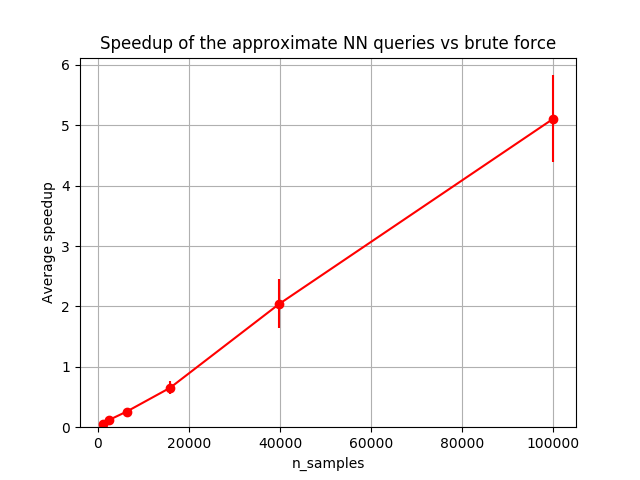 Speedup of the approximate NN queries vs brute force
6
5
4
3
2
1
0
Average speedup
0 20000 40000 60000 80000 100000
n_samples